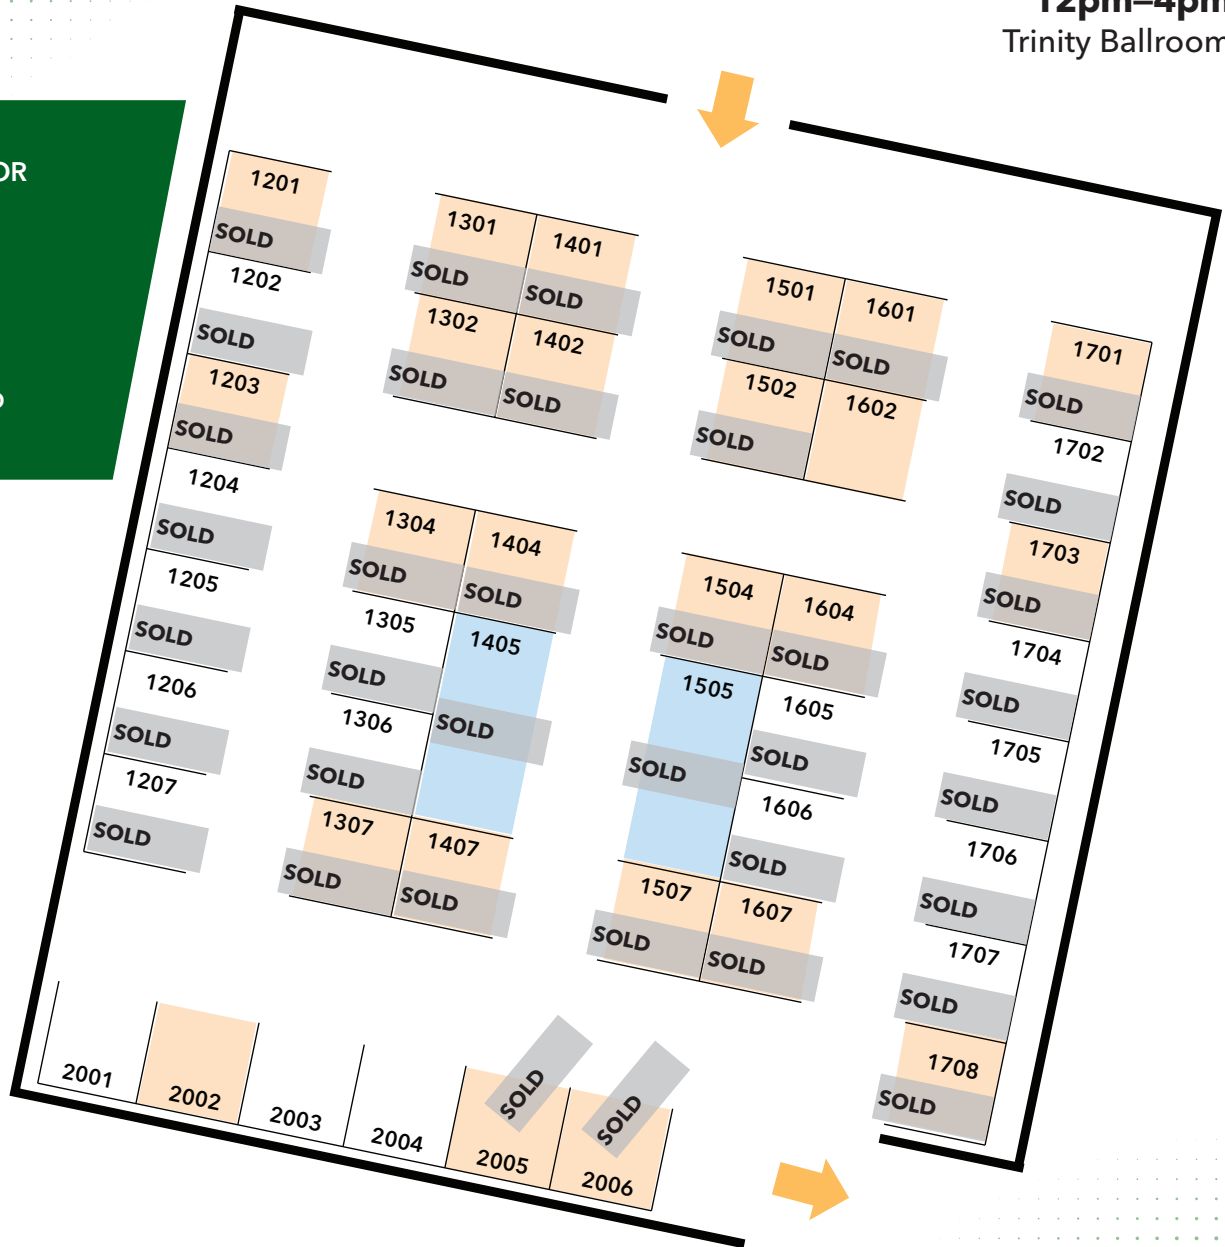 12pm–4pm
Trinity Ballroom
OR
1201
SOLD
1202
SOLD
1203
SOLD
1204
SOLD
1205
SOLD
1206
SOLD
1207
SOLD
1301
1401
SOLD
SOLD
1302
1402
SOLD
SOLD
1304
1404
SOLD
SOLD
1305
1405
SOLD
SOLD
1306
SOLD
1307
1407
SOLD
SOLD
1501
1601
SOLD
SOLD
1502
1602
SOLD
1504
1604
SOLD
SOLD
1505
1605
SOLD
SOLD
1606
SOLD
1507
1607
SOLD
SOLD
1701
SOLD
1702
SOLD
1703
SOLD
1704
SOLD
1705
SOLD
1706
SOLD
1707
SOLD
1708
SOLD
2001
2002
2003
2004
SOLD
2005
SOLD
2006